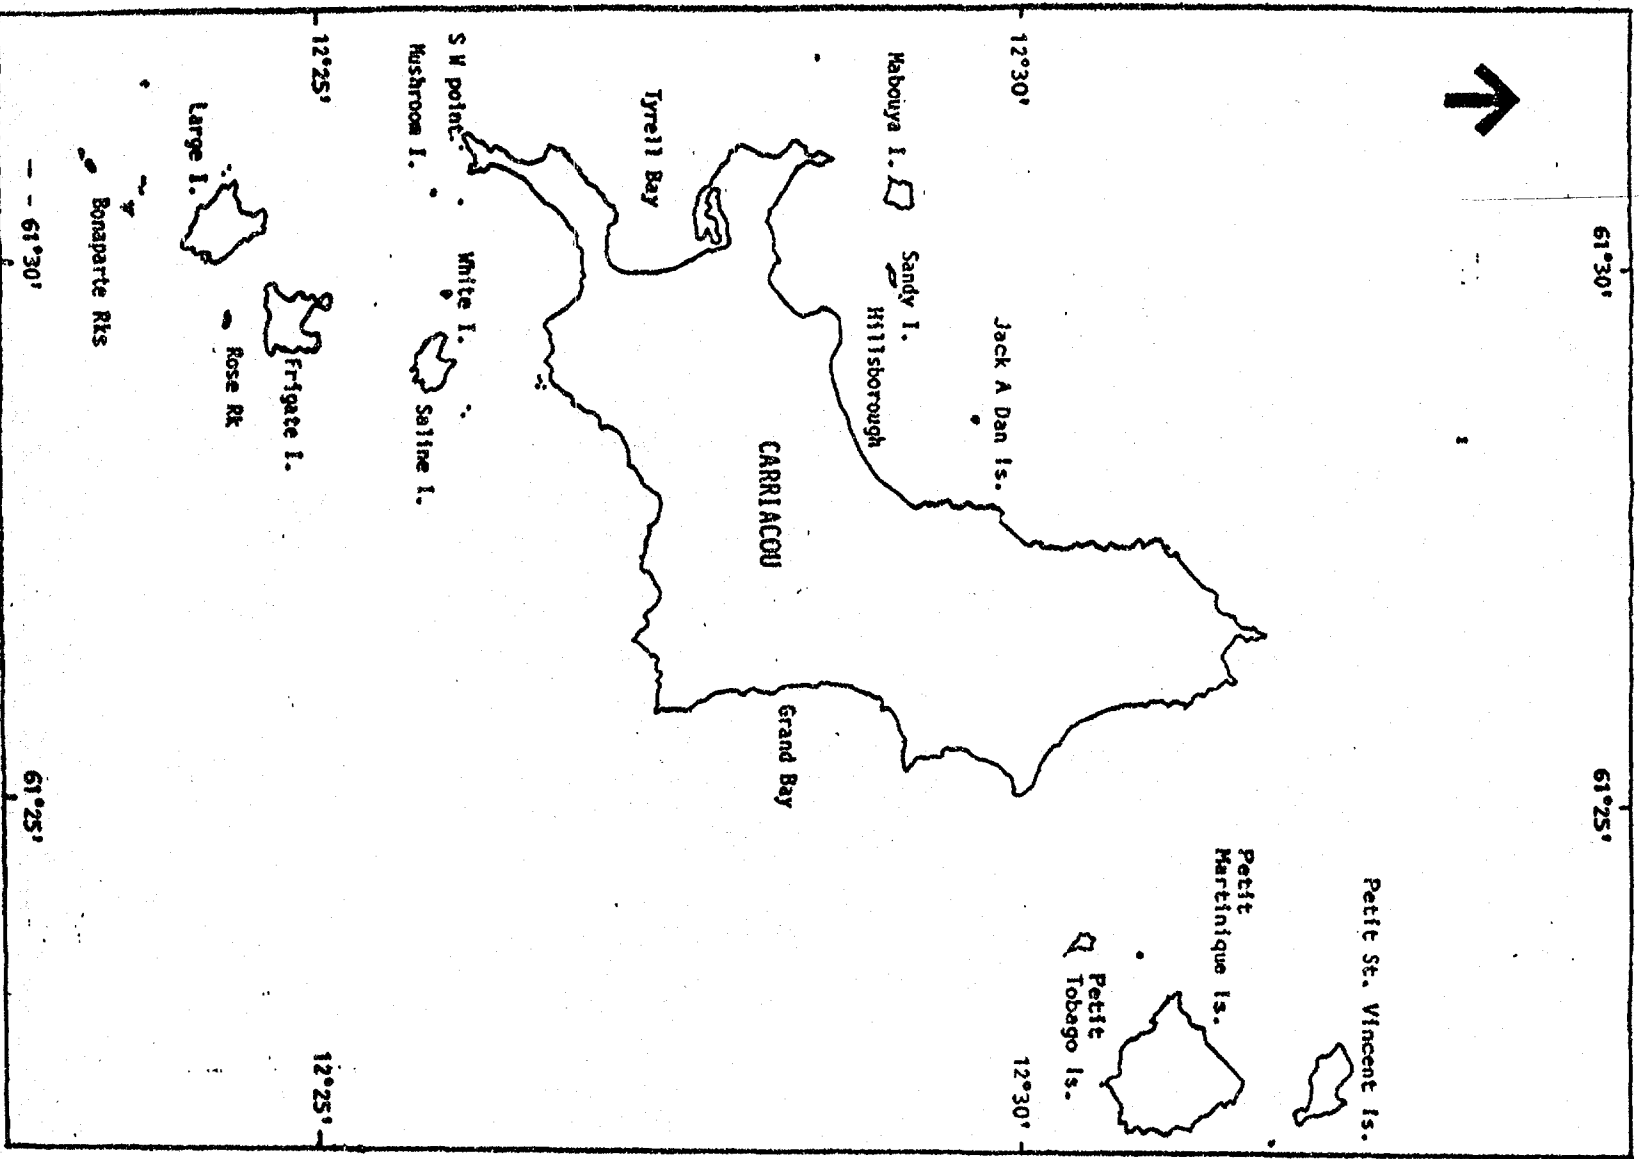 61°30'
61°25'
Petit St. Vincent Is.
Petit
Martinique Is.
Petit
Tobago Is.
12°30'
12°30'
Jack A Dan Is.
Mabouya I.
Sandy I.
Hillsborough
Grand Bay
CARRIACOU
Tyrell Bay
S W point
Mushroom I.
White I.
Saline I.
12°25'
12°25'
Frigate I.
Large I.
Rose Rk
Bonaparte Rks
61°30'
61°25'